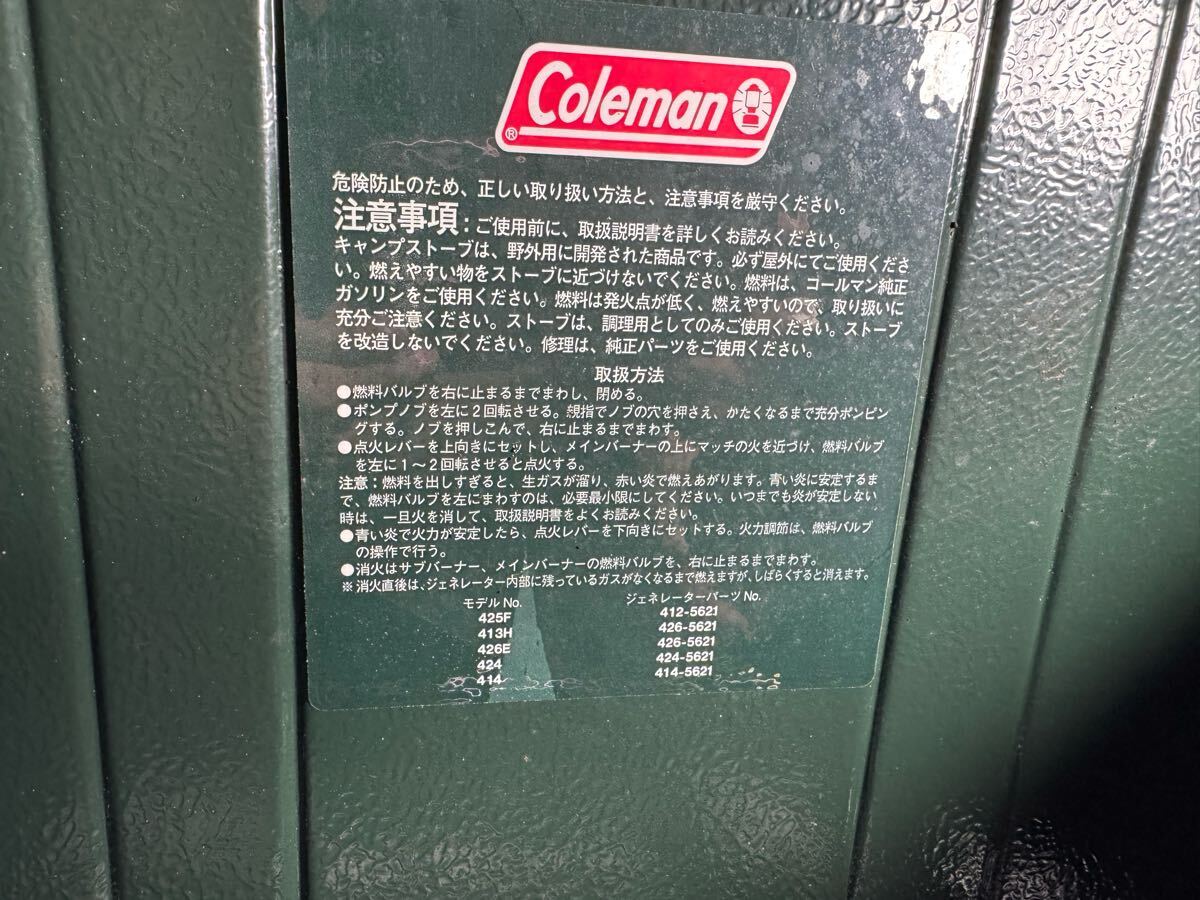 Coleman
®
危険防止のため、正しい取り扱い方法と、注意事項を厳守ください。
注意事項：ご使用前に、取扱説明書を詳しくお読みください。
キャンプストーブは、野外用に開発された商品です。必ず屋外にてご使用くださ
い。燃えやすい物をストーブに近づけないでください。燃料は、コールマン純正
ガソリンをご使用ください。燃料は発火点が低く、燃えやすいので、取り扱いに
充分ご注意ください。ストーブは、調理用としてのみご使用ください。ストーブ
を改造しないでください。修理は、純正パーツをご使用ください。
取扱方法
●燃料バルブを右に止まるまでまわし、閉める。
●ポンプノブを左に2回転させる。親指でノブの穴を押さえ、かたくなるまで充分ポンピン
グする。ノブを押しこんで、右に止まるまでまわす。
●点火レバーを上向きにセットし、メインバーナーの上にマッチの火を近づけ、燃料バルブ
を左に1〜2回転させると点火する。
注意：燃料を出しすぎると、生ガスが溜り、赤い炎で燃えあがります。青い炎に安定するま
で、燃料バルブを左にまわすのは、必要最小限にしてください。いつまでも炎が安定しない
時は、一旦火を消して、取扱説明書をよくお読みください。
●青い炎で火力が安定したら、点火レバーを下向きにセットする。火力調節は、燃料バルブ
の操作で行う。
●消火はサブバーナー、メインバーナーの燃料バルブを、右に止まるまでまわす。
※消火直後は、ジェネレーター内部に残っているガスがなくなるまで燃えますが、しばらくすると消えます。
モデルNo. ジェネレーターパーツNo.
425F 412-5621
413H 426-5621
426E 426-5621
424 424-5621
414 414-5621